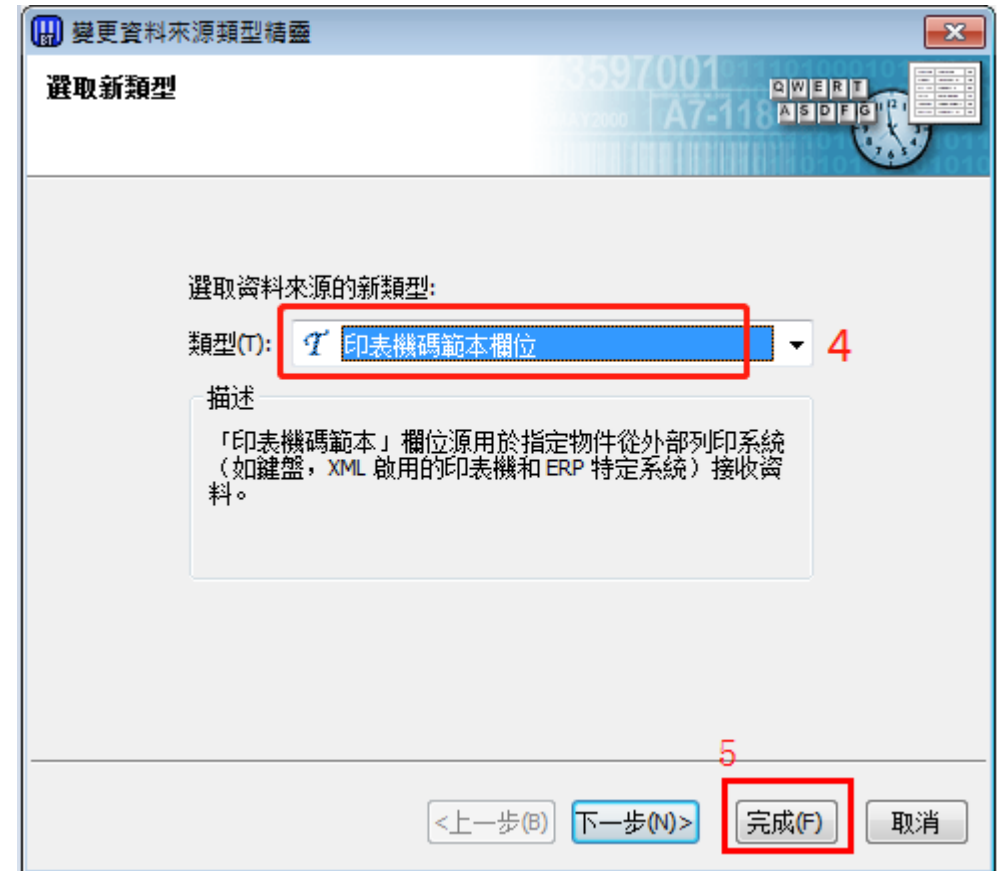 變更資料來源類型精靈
選取新類型
3597001
A7-118
Q W E R T
A S D F G
選取資料來源的新類型:
類型(T): T 印表機碼範本欄位 4
描述
「印表機碼範本」欄位源用於指定物件從外部列印系統
(如鍵盤，XML 啟用的印表機和 ERP 特定系統) 接收資
料。
5
<上一步(B) 下一步(N)> 完成(F) 取消